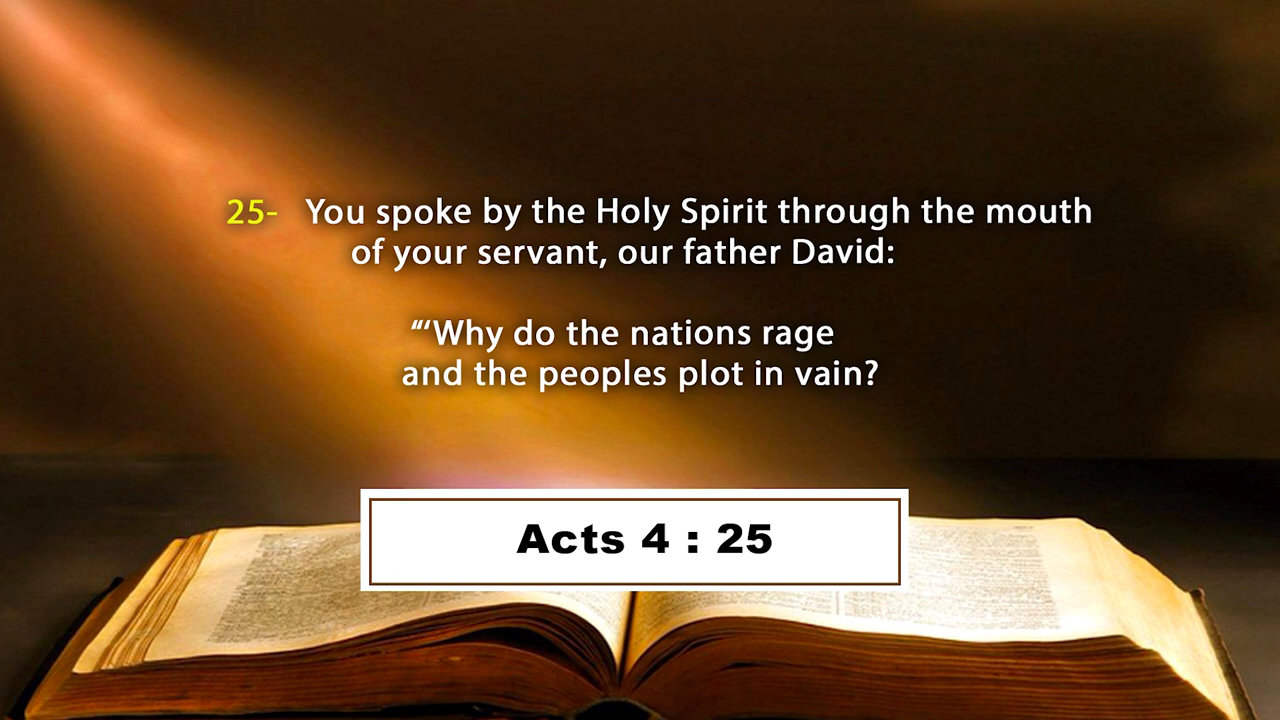 25- You spoke by the Holy Spirit through the mouth
of your servant, our father David:
“‘Why do the nations rage
and the peoples plot in vain?
Acts 4 : 25